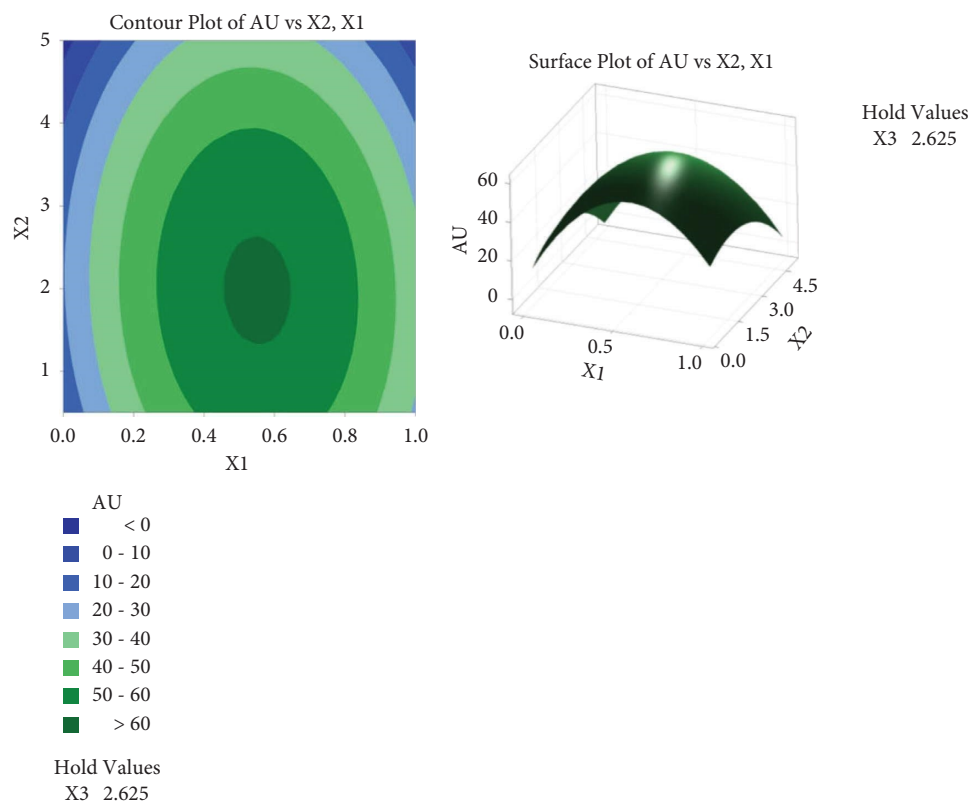 Contour Plot of AU vs X2, X1
5
4
3
2
1
X2
0.0 0.2 0.4 0.6 0.8 1.0
X1
AU
< 0
0 - 10
10 - 20
20 - 30
30 - 40
40 - 50
50 - 60
> 60
Hold Values
X3 2.625
Surface Plot of AU vs X2, X1
60
40
20
0
AU
0.0 0.5 1.0
X1
0.0 1.5 3.0 4.5
X2
Hold Values
X3 2.625